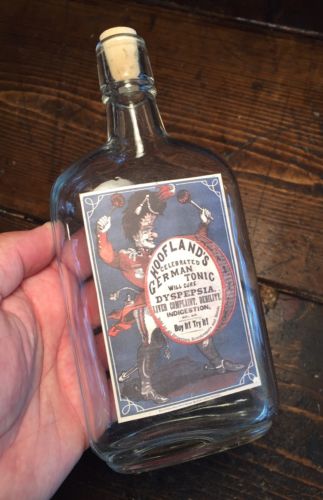 HOOFLAND'S
CELEBRATED
GERMAN TONIC
WILL CURE
DYSPEPSIA,
LIVER COMPLAINT, DEBILITY,
INDIGESTION,
Buy It! Try It!